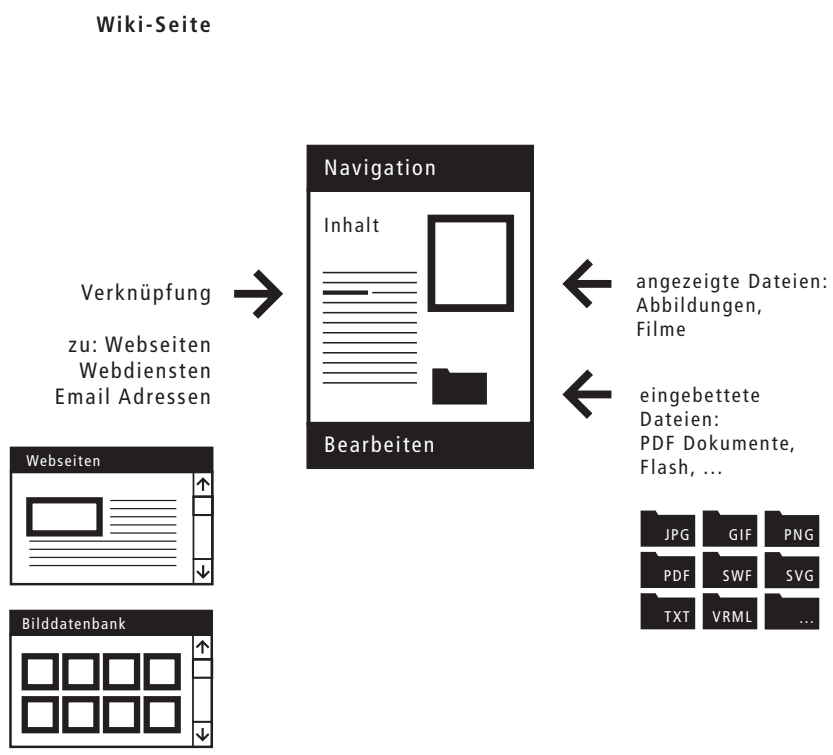 Wiki-Seite
Navigation
Inhalt
Verknüpfung
zu: Webseiten
Webdiensten
Email Adressen
angezeigte Dateien:
Abbildungen,
Filme
eingebettete
Dateien:
PDF Dokumente,
Flash, ...
Bearbeiten
Webseiten
Bilddatenbank
JPG GIF PNG
PDF SWF SVG
TXT VRML ...